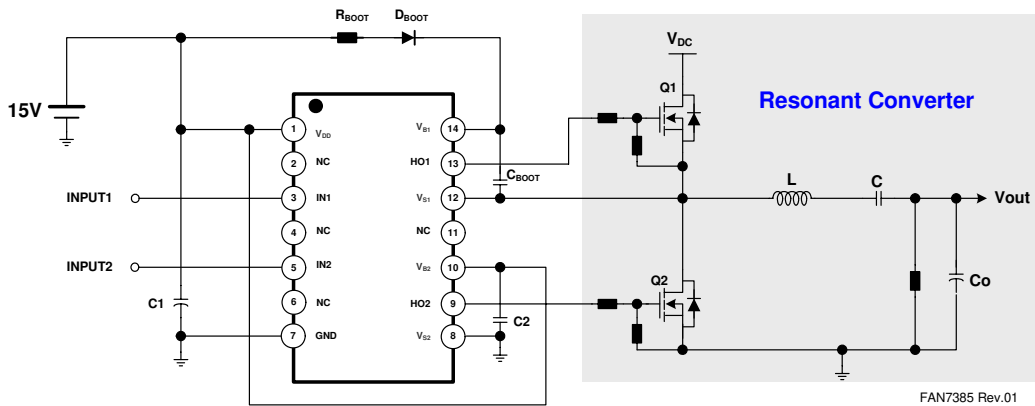 RBOOT DBOOT
VDC
Q1
Resonant Converter
15V
1 VDD VB1 14
2 NC HO1 13
CBOOT
INPUT1 3 IN1 VS1 12
L C
Vout
4 NC NC 11
INPUT2 5 IN2 VB2 10
Q2
Co
C1
6 NC HO2 9
C2
7 GND VS2 8
FAN7385 Rev.01